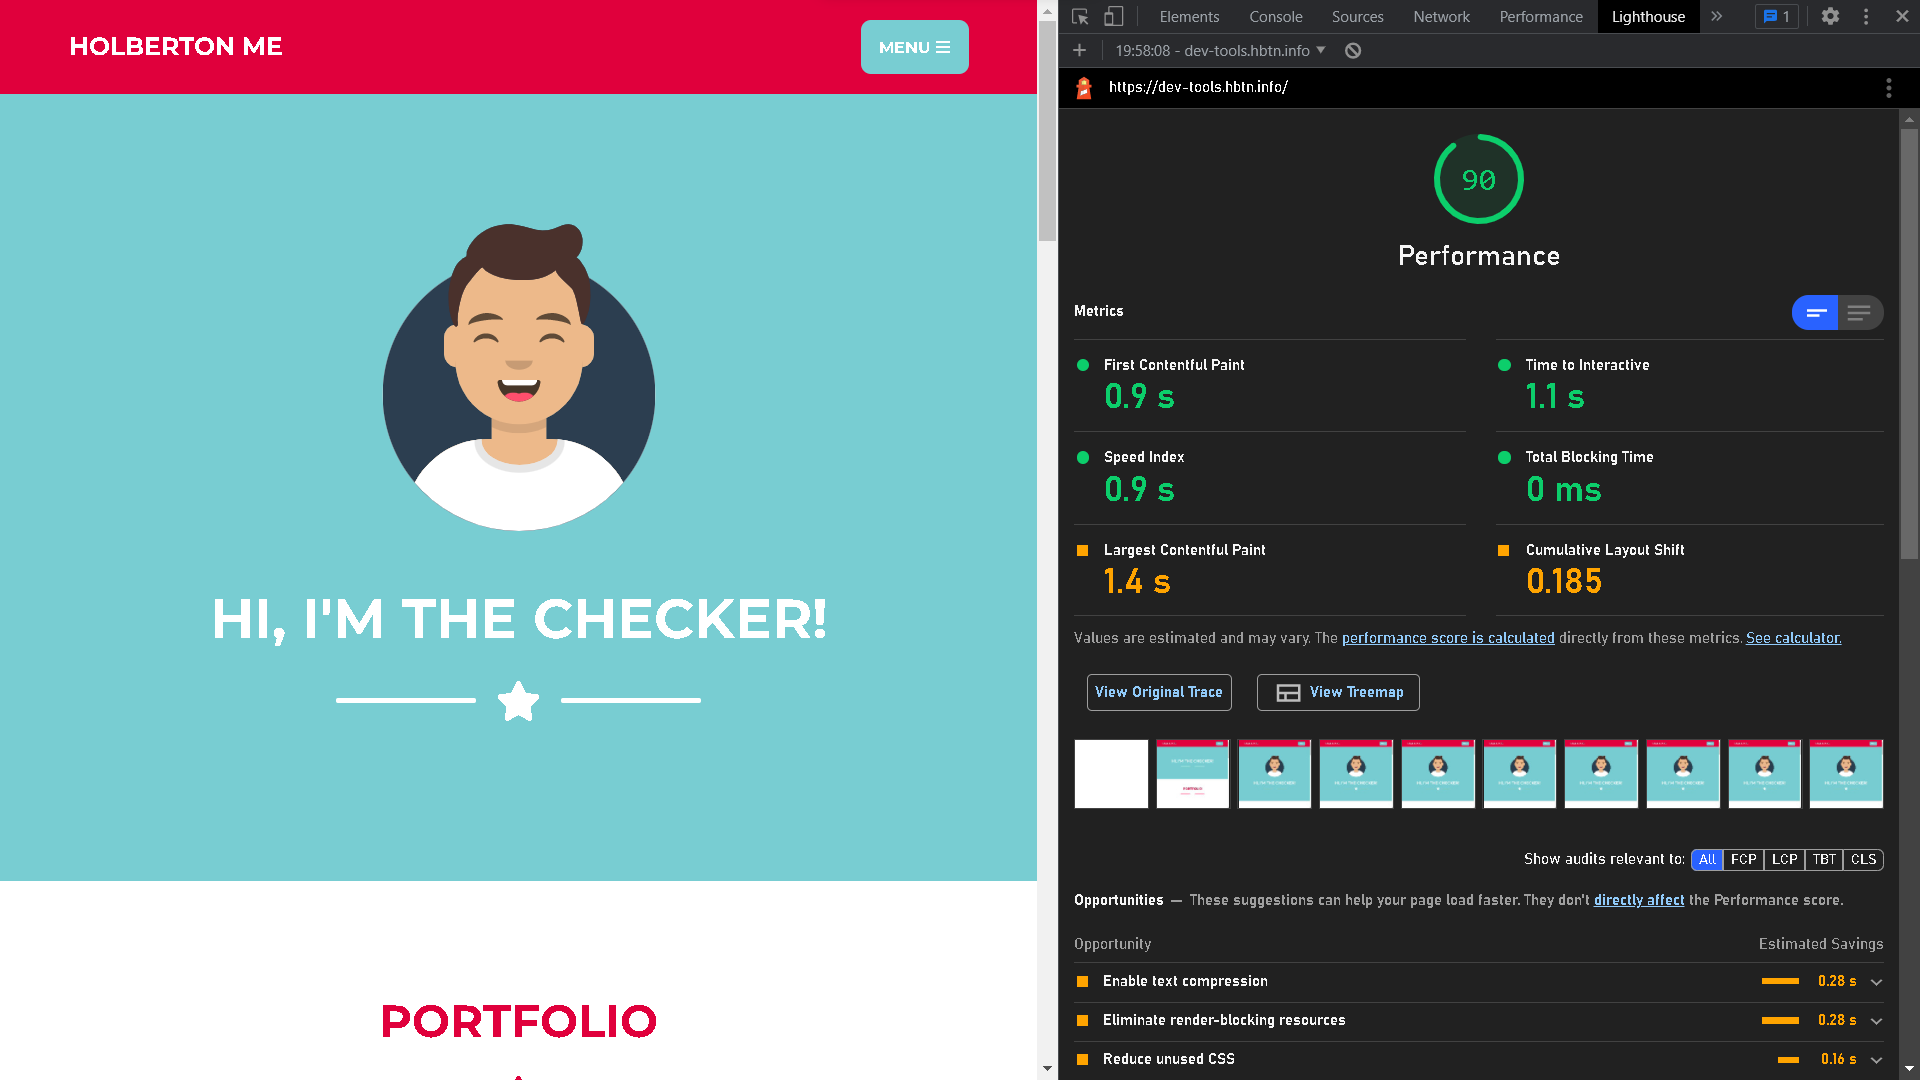 HOLBERTON ME
MENU
HI, I'M THE CHECKER!
PORTFOLIO
Elements Console Sources Network Performance Lighthouse 1
19:58:08 - dev-tools.hbtn.info
https://dev-tools.hbtn.info/
90
Performance
Metrics
First Contentful Paint
0.9 s
Time to Interactive
1.1 s
Speed Index
0.9 s
Total Blocking Time
0 ms
Largest Contentful Paint
1.4 s
Cumulative Layout Shift
0.185
Values are estimated and may vary. The performance score is calculated directly from these metrics. See calculator.
View Original Trace
View Treemap
Show audits relevant to: All FCP LCP TBT CLS
Opportunities — These suggestions can help your page load faster. They don't directly affect the Performance score.
Opportunity Estimated Savings
Enable text compression 0.28 s
Eliminate render-blocking resources 0.28 s
Reduce unused CSS 0.16 s